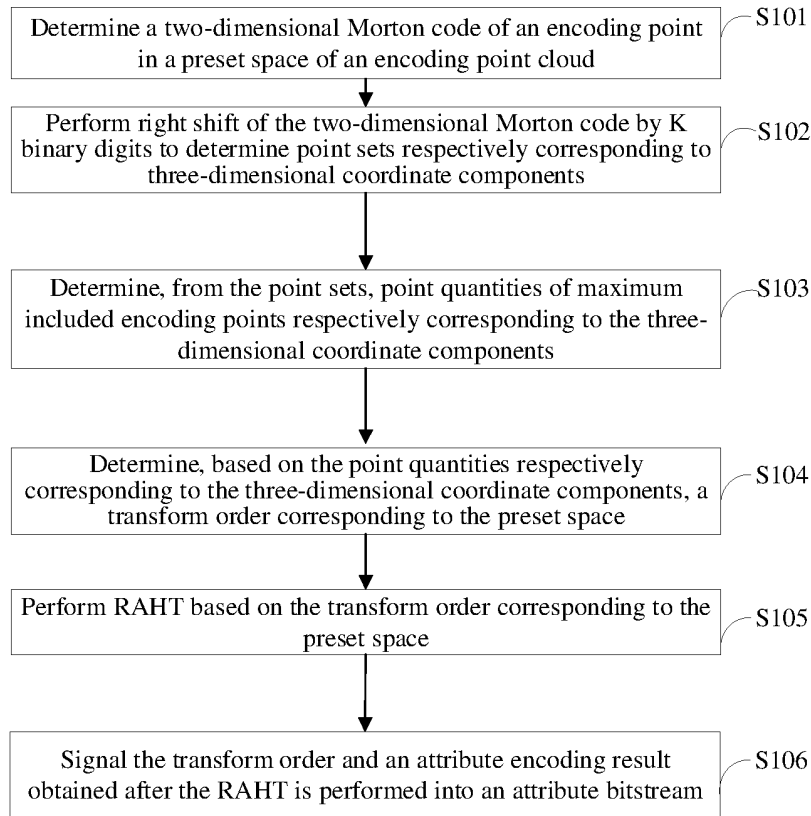 Determine a two-dimensional Morton code of an encoding point
in a preset space of an encoding point cloud
S101
Perform right shift of the two-dimensional Morton code by K
binary digits to determine point sets respectively corresponding to
three-dimensional coordinate components
S102
Determine, from the point sets, point quantities of maximum
included encoding points respectively corresponding to the three-
dimensional coordinate components
S103
Determine, based on the point quantities respectively
corresponding to the three-dimensional coordinate components, a
transform order corresponding to the preset space
S104
Perform RAHT based on the transform order corresponding to the
preset space
S105
Signal the transform order and an attribute encoding result
obtained after the RAHT is performed into an attribute bitstream
S106